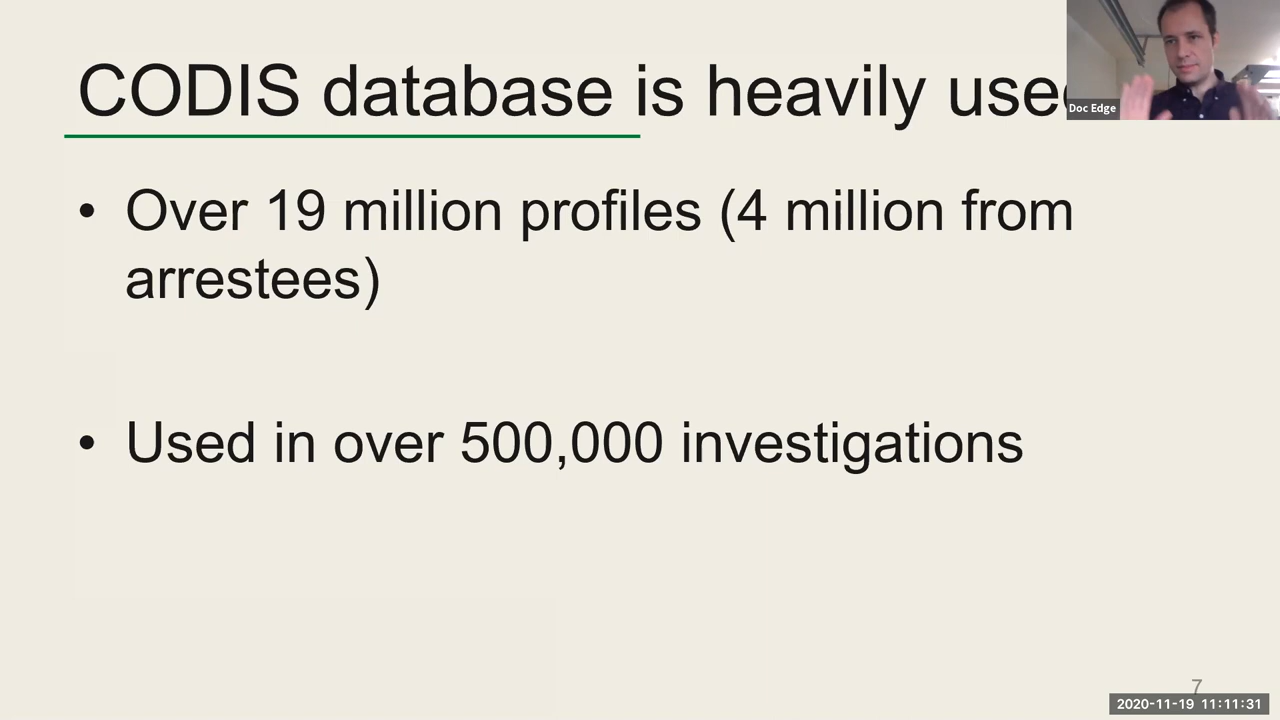 CODIS database is heavily use
Doc Edge
• Over 19 million profiles (4 million from
arrestees)
• Used in over 500,000 investigations
7
2020-11-19 11:11:31